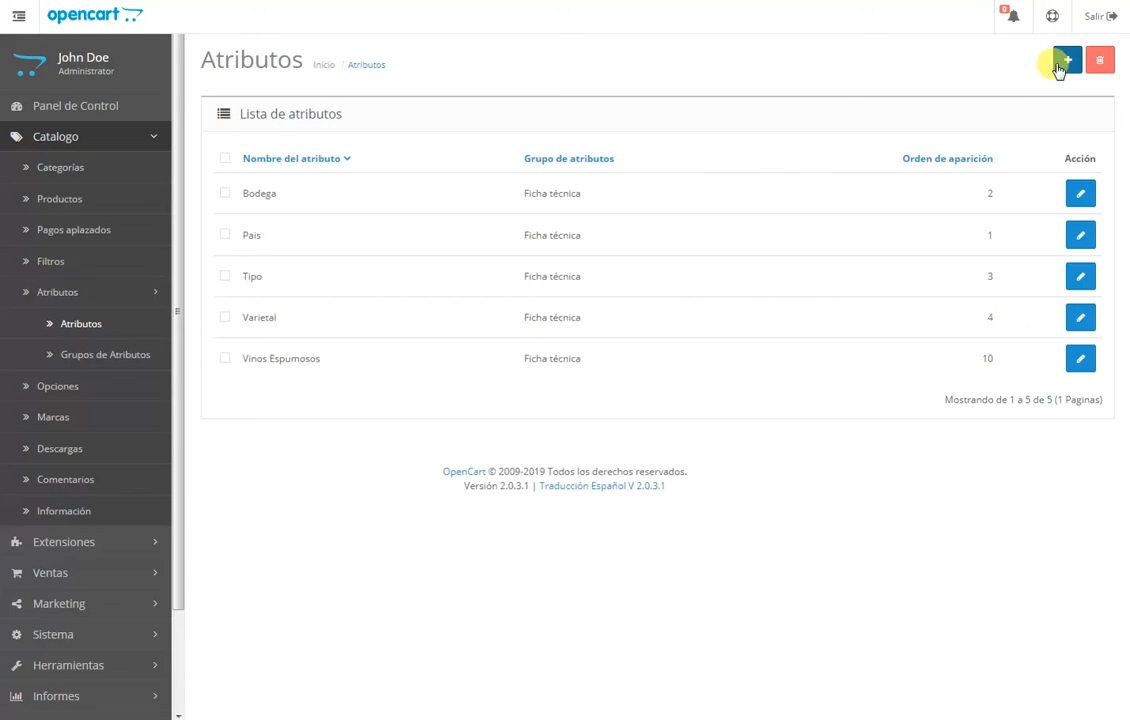 opencart
0
Salir
John Doe
Administrator
Atributos
Inicio / Atributos
Panel de Control
Catalogo
Categorías
Productos
Pagos aplazados
Filtros
Atributos
Atributos
Grupos de Atributos
Opciones
Marcas
Descargas
Comentarios
Información
Extensiones
Ventas
Marketing
Sistema
Herramientas
Informes
Lista de atributos
Nombre del atributo Grupo de atributos Orden de aparición Acción
Bodega Ficha técnica 2
Pais Ficha técnica 1
Tipo Ficha técnica 3
Varietal Ficha técnica 4
Vinos Espumosos Ficha técnica 10
Mostrando de 1 a 5 de 5 (1 Paginas)
OpenCart © 2009-2019 Todos los derechos reservados.
Versión 2.0.3.1 | Traducción Español V 2.0.3.1